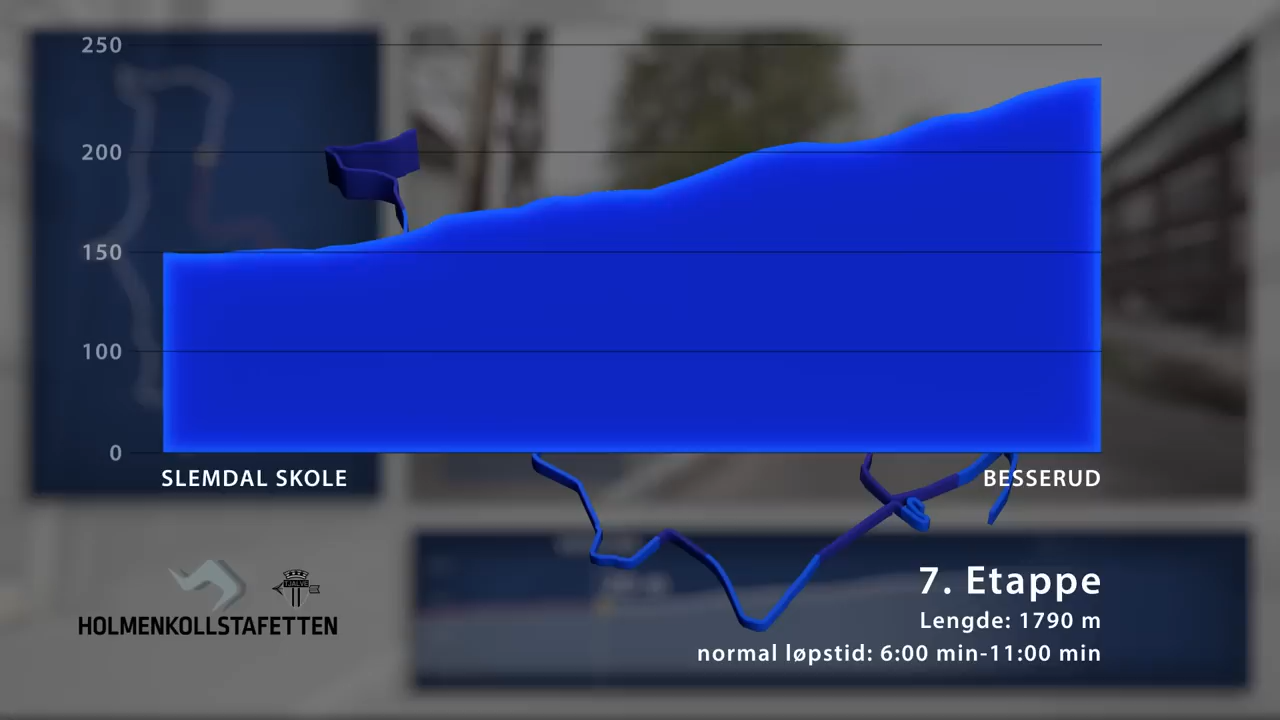 250
200
150
100
0
SLEMDAL SKOLE
BESSERUD
7. Etappe
Lengde: 1790 m
normal løpstid: 6:00 min-11:00 min
TJALVE
HOLMENKOLLSTAFETTEN